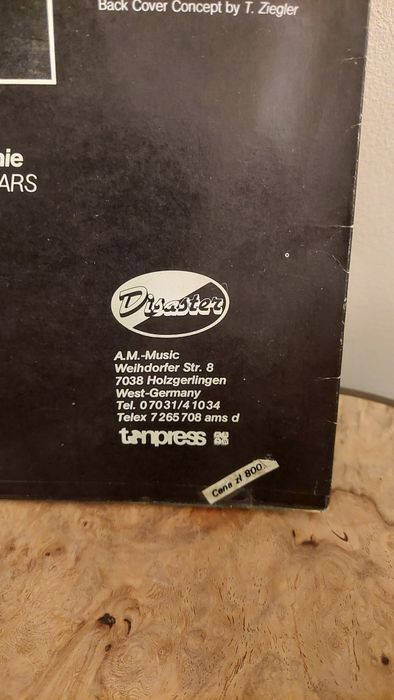 Back Cover Concept by T. Ziegler
nie
ARS
Disaster
A.M.-Music
Weihdorfer Str. 8
7038 Holzgerlingen
West-Germany
Tel. 07031/41034
Telex 7265708 ams d
tonpress
Cena zł 800